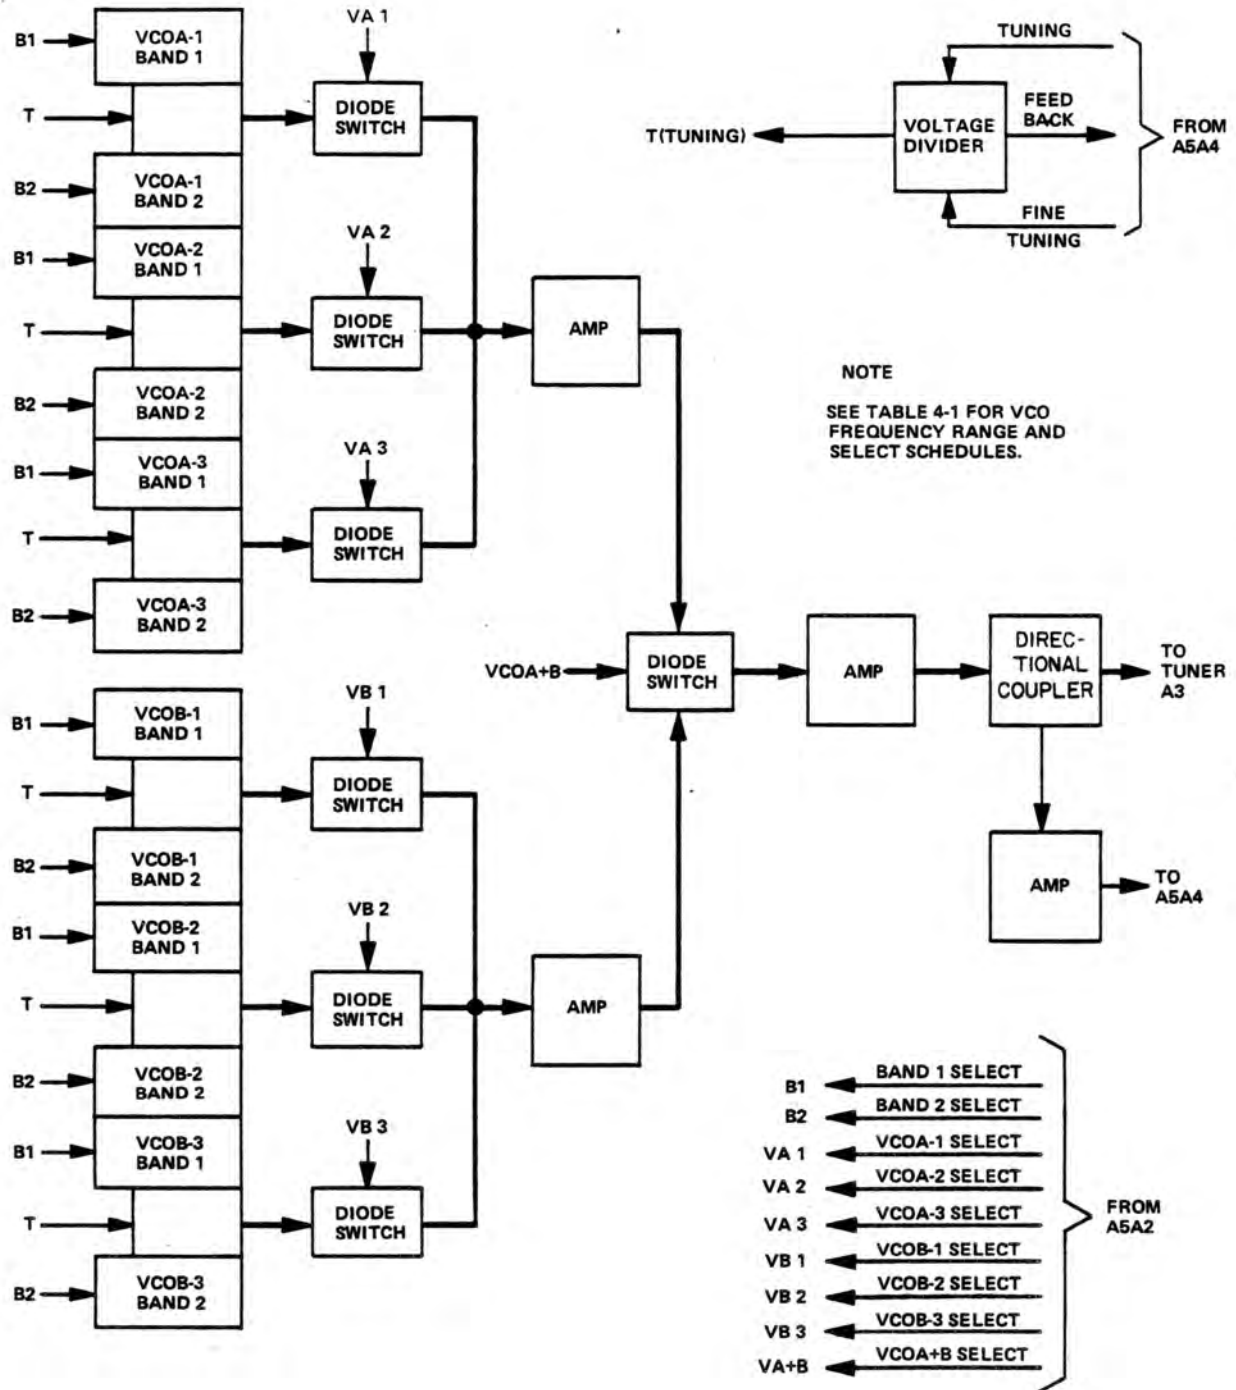 VA 1
B1
VCOA-1
BAND 1
T
DIODE
SWITCH
B2
VCOA-1
BAND 2
B1
VCOA-2
BAND 1
VA 2
T
DIODE
SWITCH
B2
VCOA-2
BAND 2
B1
VCOA-3
BAND 1
VA 3
T
DIODE
SWITCH
B2
VCOA-3
BAND 2
AMP
B1
VCOB-1
BAND 1
VB 1
T
DIODE
SWITCH
B2
VCOB-1
BAND 2
B1
VCOB-2
BAND 1
VB 2
T
DIODE
SWITCH
B2
VCOB-2
BAND 2
B1
VCOB-3
BAND 1
VB 3
T
DIODE
SWITCH
B2
VCOB-3
BAND 2
AMP
VCOA+B
DIODE
SWITCH
AMP
DIREC-
TIONAL
COUPLER
TO
TUNER
A3
AMP
TO
A5A4
TUNING
T(TUNING)
VOLTAGE
DIVIDER
FEED
BACK
FROM
A5A4
FINE
TUNING
NOTE
SEE TABLE 4-1 FOR VCO
FREQUENCY RANGE AND
SELECT SCHEDULES.
B1 BAND 1 SELECT
B2 BAND 2 SELECT
VA 1 VCOA-1 SELECT
VA 2 VCOA-2 SELECT
VA 3 VCOA-3 SELECT
VB 1 VCOB-1 SELECT
VB 2 VCOB-2 SELECT
VB 3 VCOB-3 SELECT
VA+B VCOA+B SELECT
FROM
A5A2